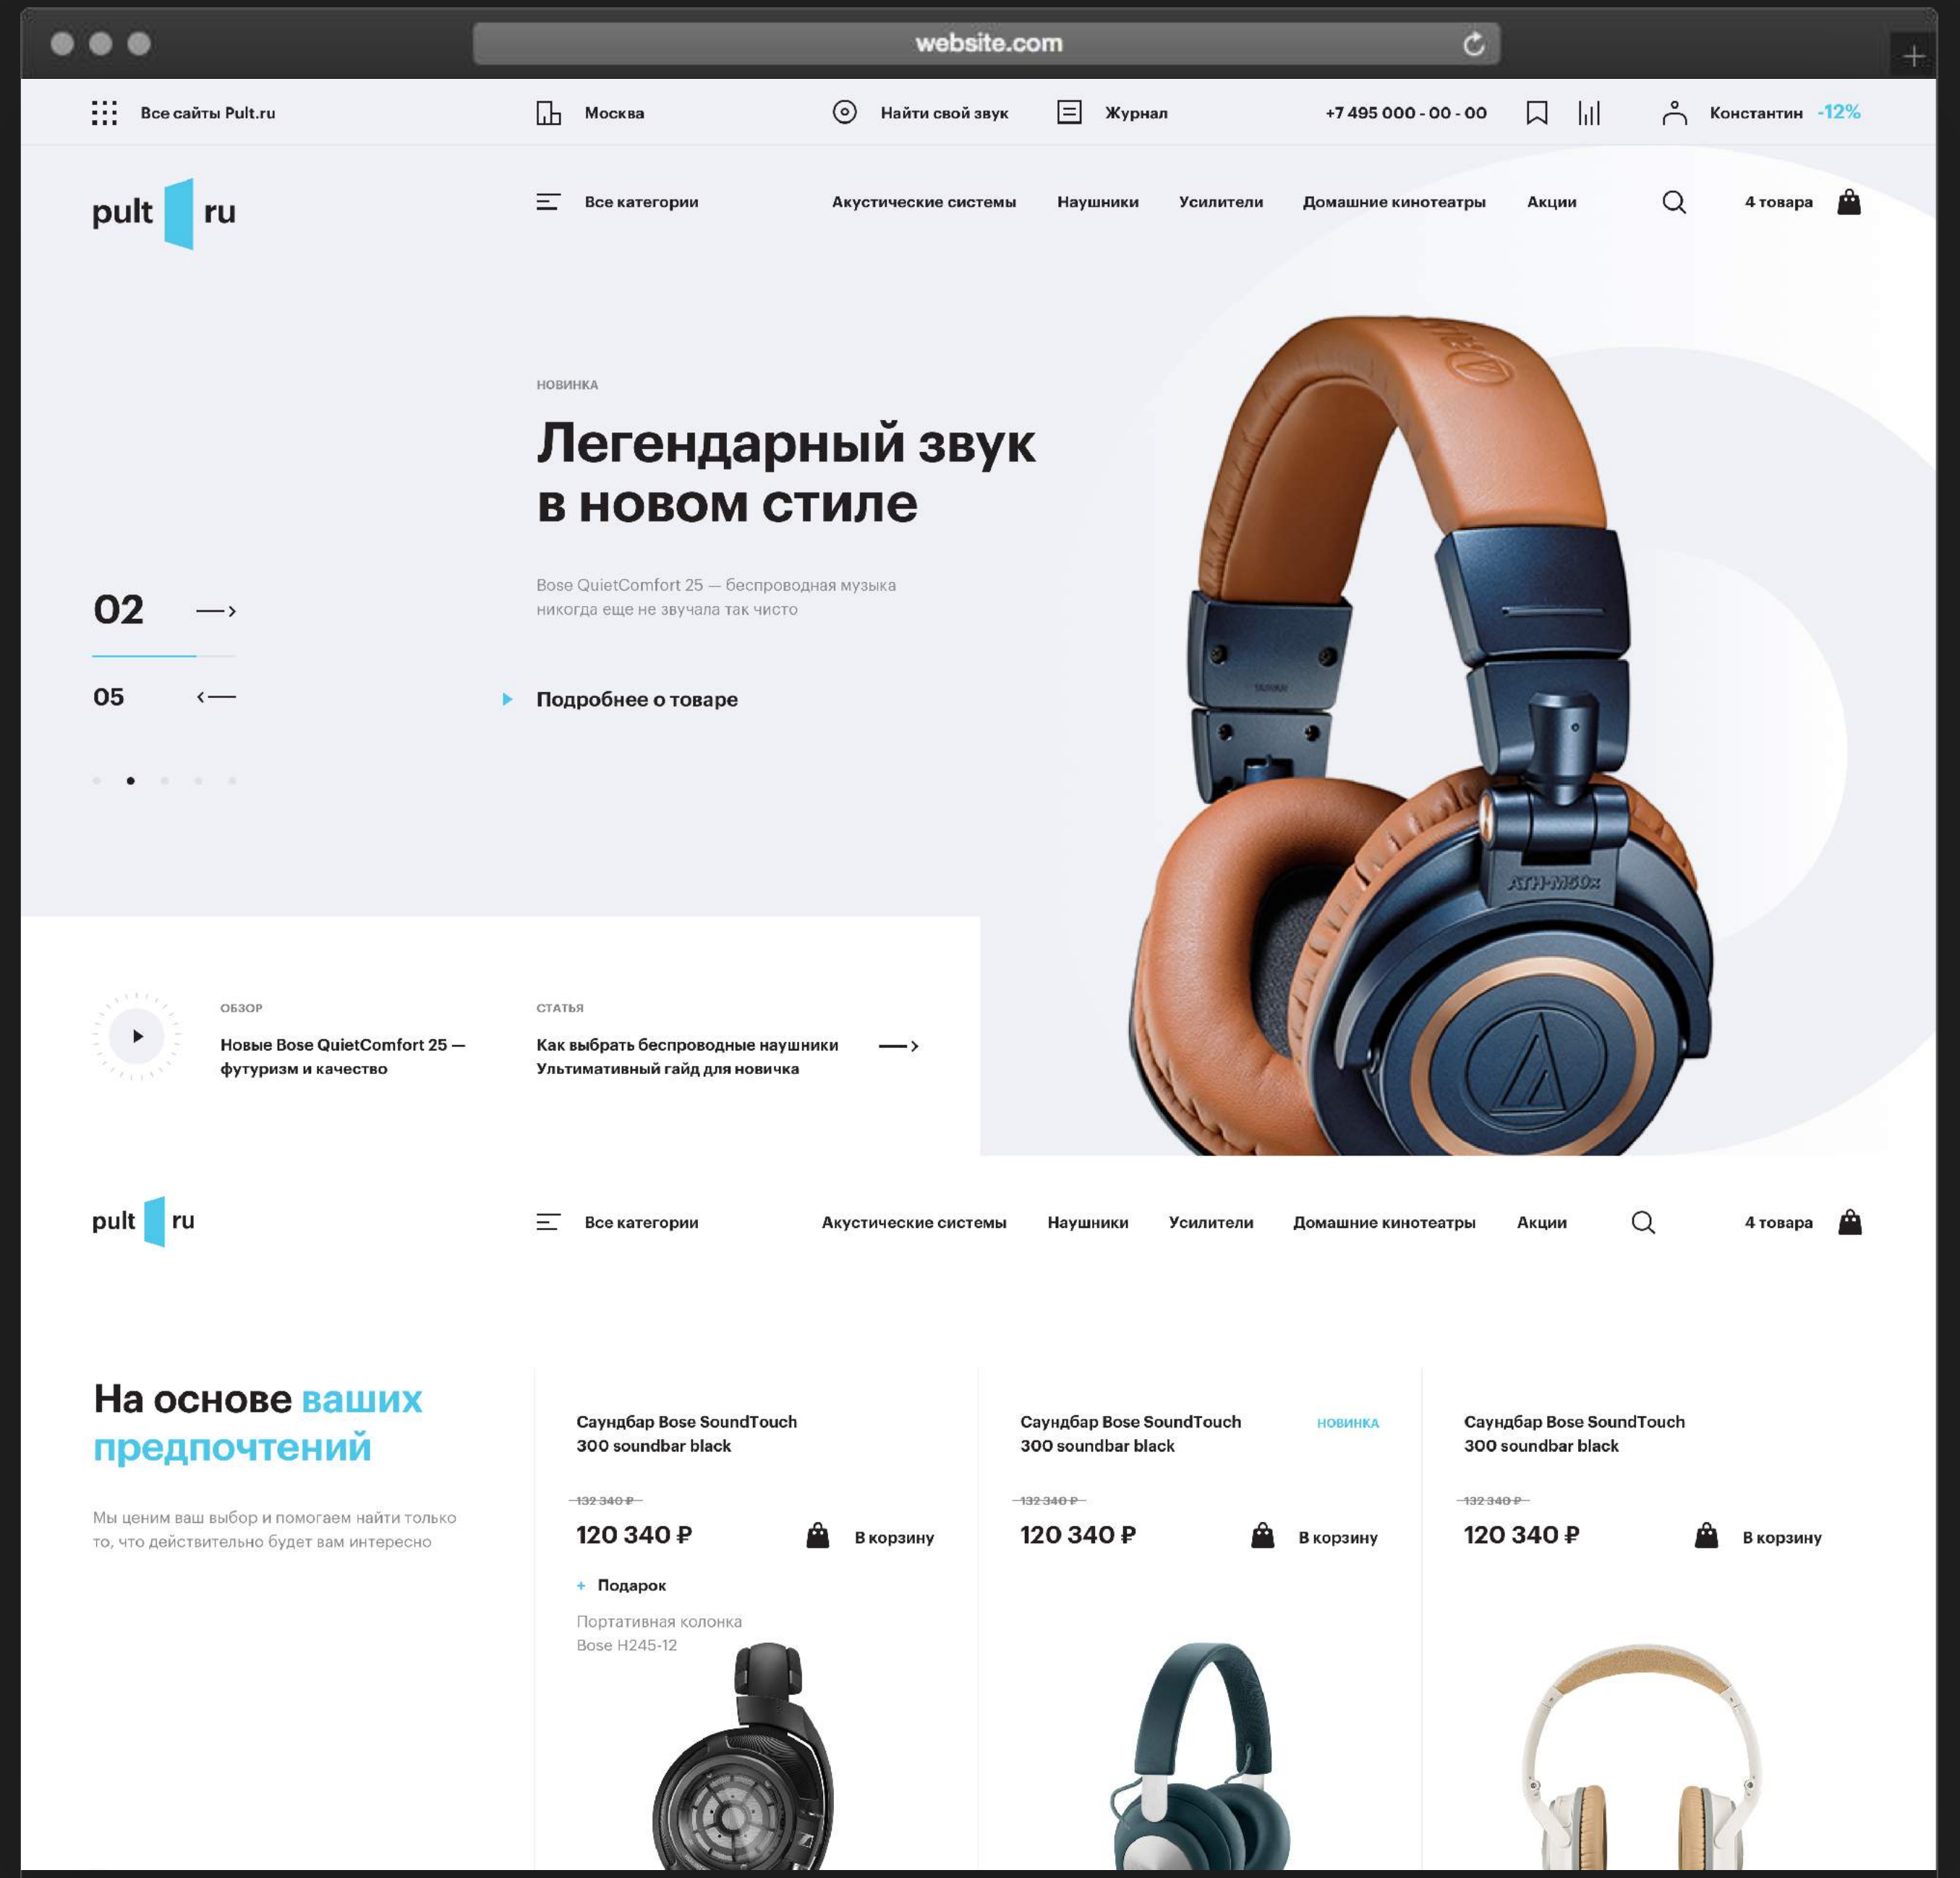 website.com
Все сайты Pult.ru
Москва
Найти свой звук
Журнал
+7 495 000 - 00 - 00
Константин -12%
pult ru
Все категории
Акустические системы
Наушники
Усилители
Домашние кинотеатры
Акции
4 товара
НОВИНКА
Легендарный звук
в новом стиле
Bose QuietComfort 25 — беспроводная музыка
никогда еще не звучала так чисто
02
05
Подробнее о товаре
TAIWAN
ATH-M50x
ОБЗОР
Новые Bose QuietComfort 25 —
футуризм и качество
СТАТЬЯ
Как выбрать беспроводные наушники
Ультимативный гайд для новичка
pult ru
Все категории
Акустические системы
Наушники
Усилители
Домашние кинотеатры
Акции
4 товара
На основе ваших
предпочтений
Мы ценим ваш выбор и помогаем найти только
то, что действительно будет вам интересно
Саундбар Bose SoundTouch
300 soundbar black
132 340 ₽
120 340 ₽
В корзину
+ Подарок
Портативная колонка
Bose H245-12
Саундбар Bose SoundTouch
300 soundbar black
НОВИНКА
132 340 ₽
120 340 ₽
В корзину
Саундбар Bose SoundTouch
300 soundbar black
132 340 ₽
120 340 ₽
В корзину